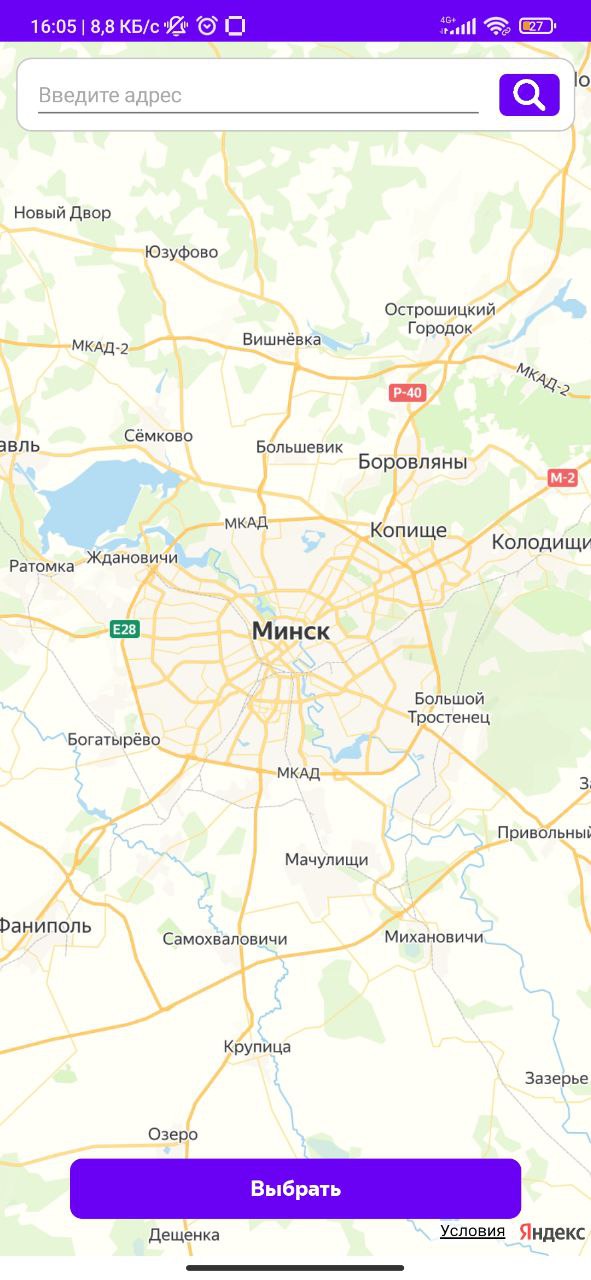 16:05 | 8,8 КБ/с
4G+
27
Введите адрес
Новый Двор
Юзуфово
Острошицкий
Городок
Вишнёвка
МКАД-2
МКАД-2
Р-40
авль
Сёмково
Большевик
Боровляны
М-2
МКАД
Копище
Колодищи
Ратомка
Ждановичи
E28
Минск
Большой
Тростенец
Богатырёво
МКАД
За
Привольный
Мачулищи
Фаниполь
Самохваловичи
Михановичи
Крупица
Зазерье
Озеро
Выбрать
Условия
Яндекс
Дещенка